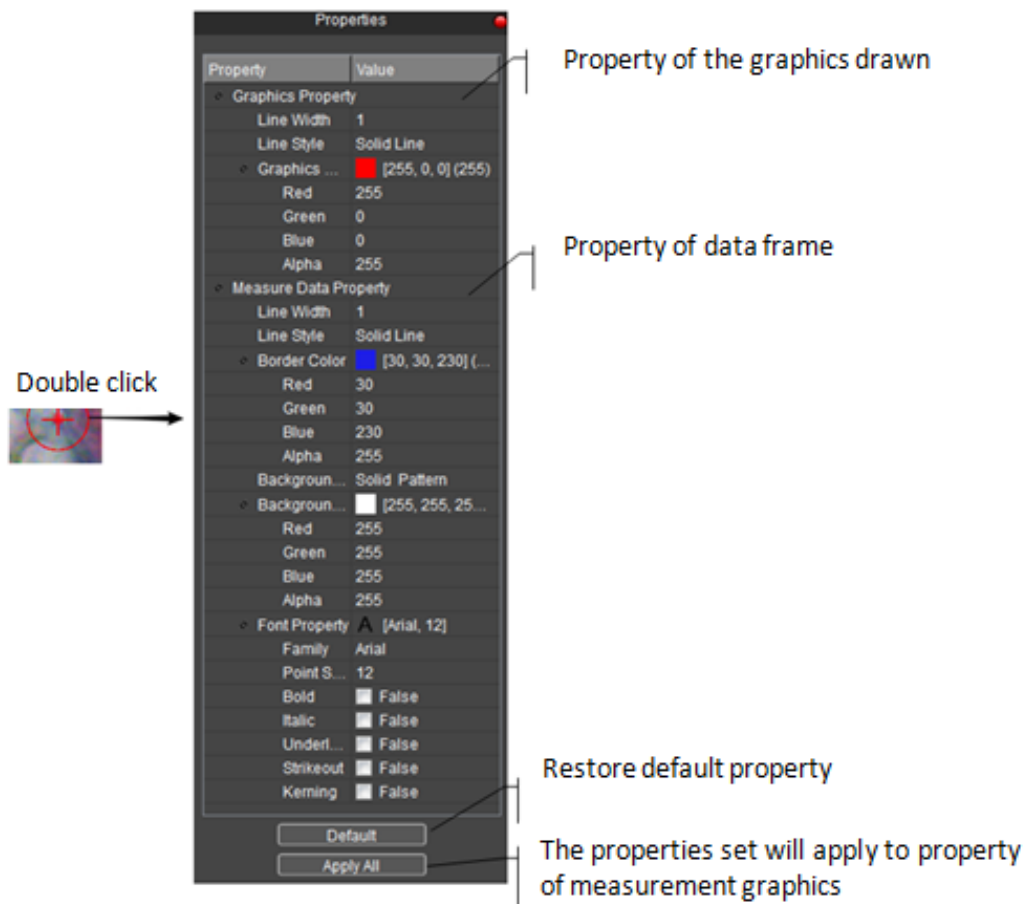 Properties
Property Value
Graphics Property
Line Width 1
Line Style Solid Line
Graphics ... [255, 0, 0] (255)
Red 255
Green 0
Blue 0
Alpha 255
Measure Data Property
Line Width 1
Line Style Solid Line
Border Color [30, 30, 230] (...
Red 30
Green 30
Blue 230
Alpha 255
Backgroun... Solid Pattern
Backgroun... [255, 255, 25...
Red 255
Green 255
Blue 255
Alpha 255
Font Property A [Arial, 12]
Family Arial
Point S... 12
Bold False
Italic False
Underl... False
Strikeout False
Kerning False
Default
Apply All
Double click
Property of the graphics drawn
Property of data frame
Restore default property
The properties set will apply to property
of measurement graphics